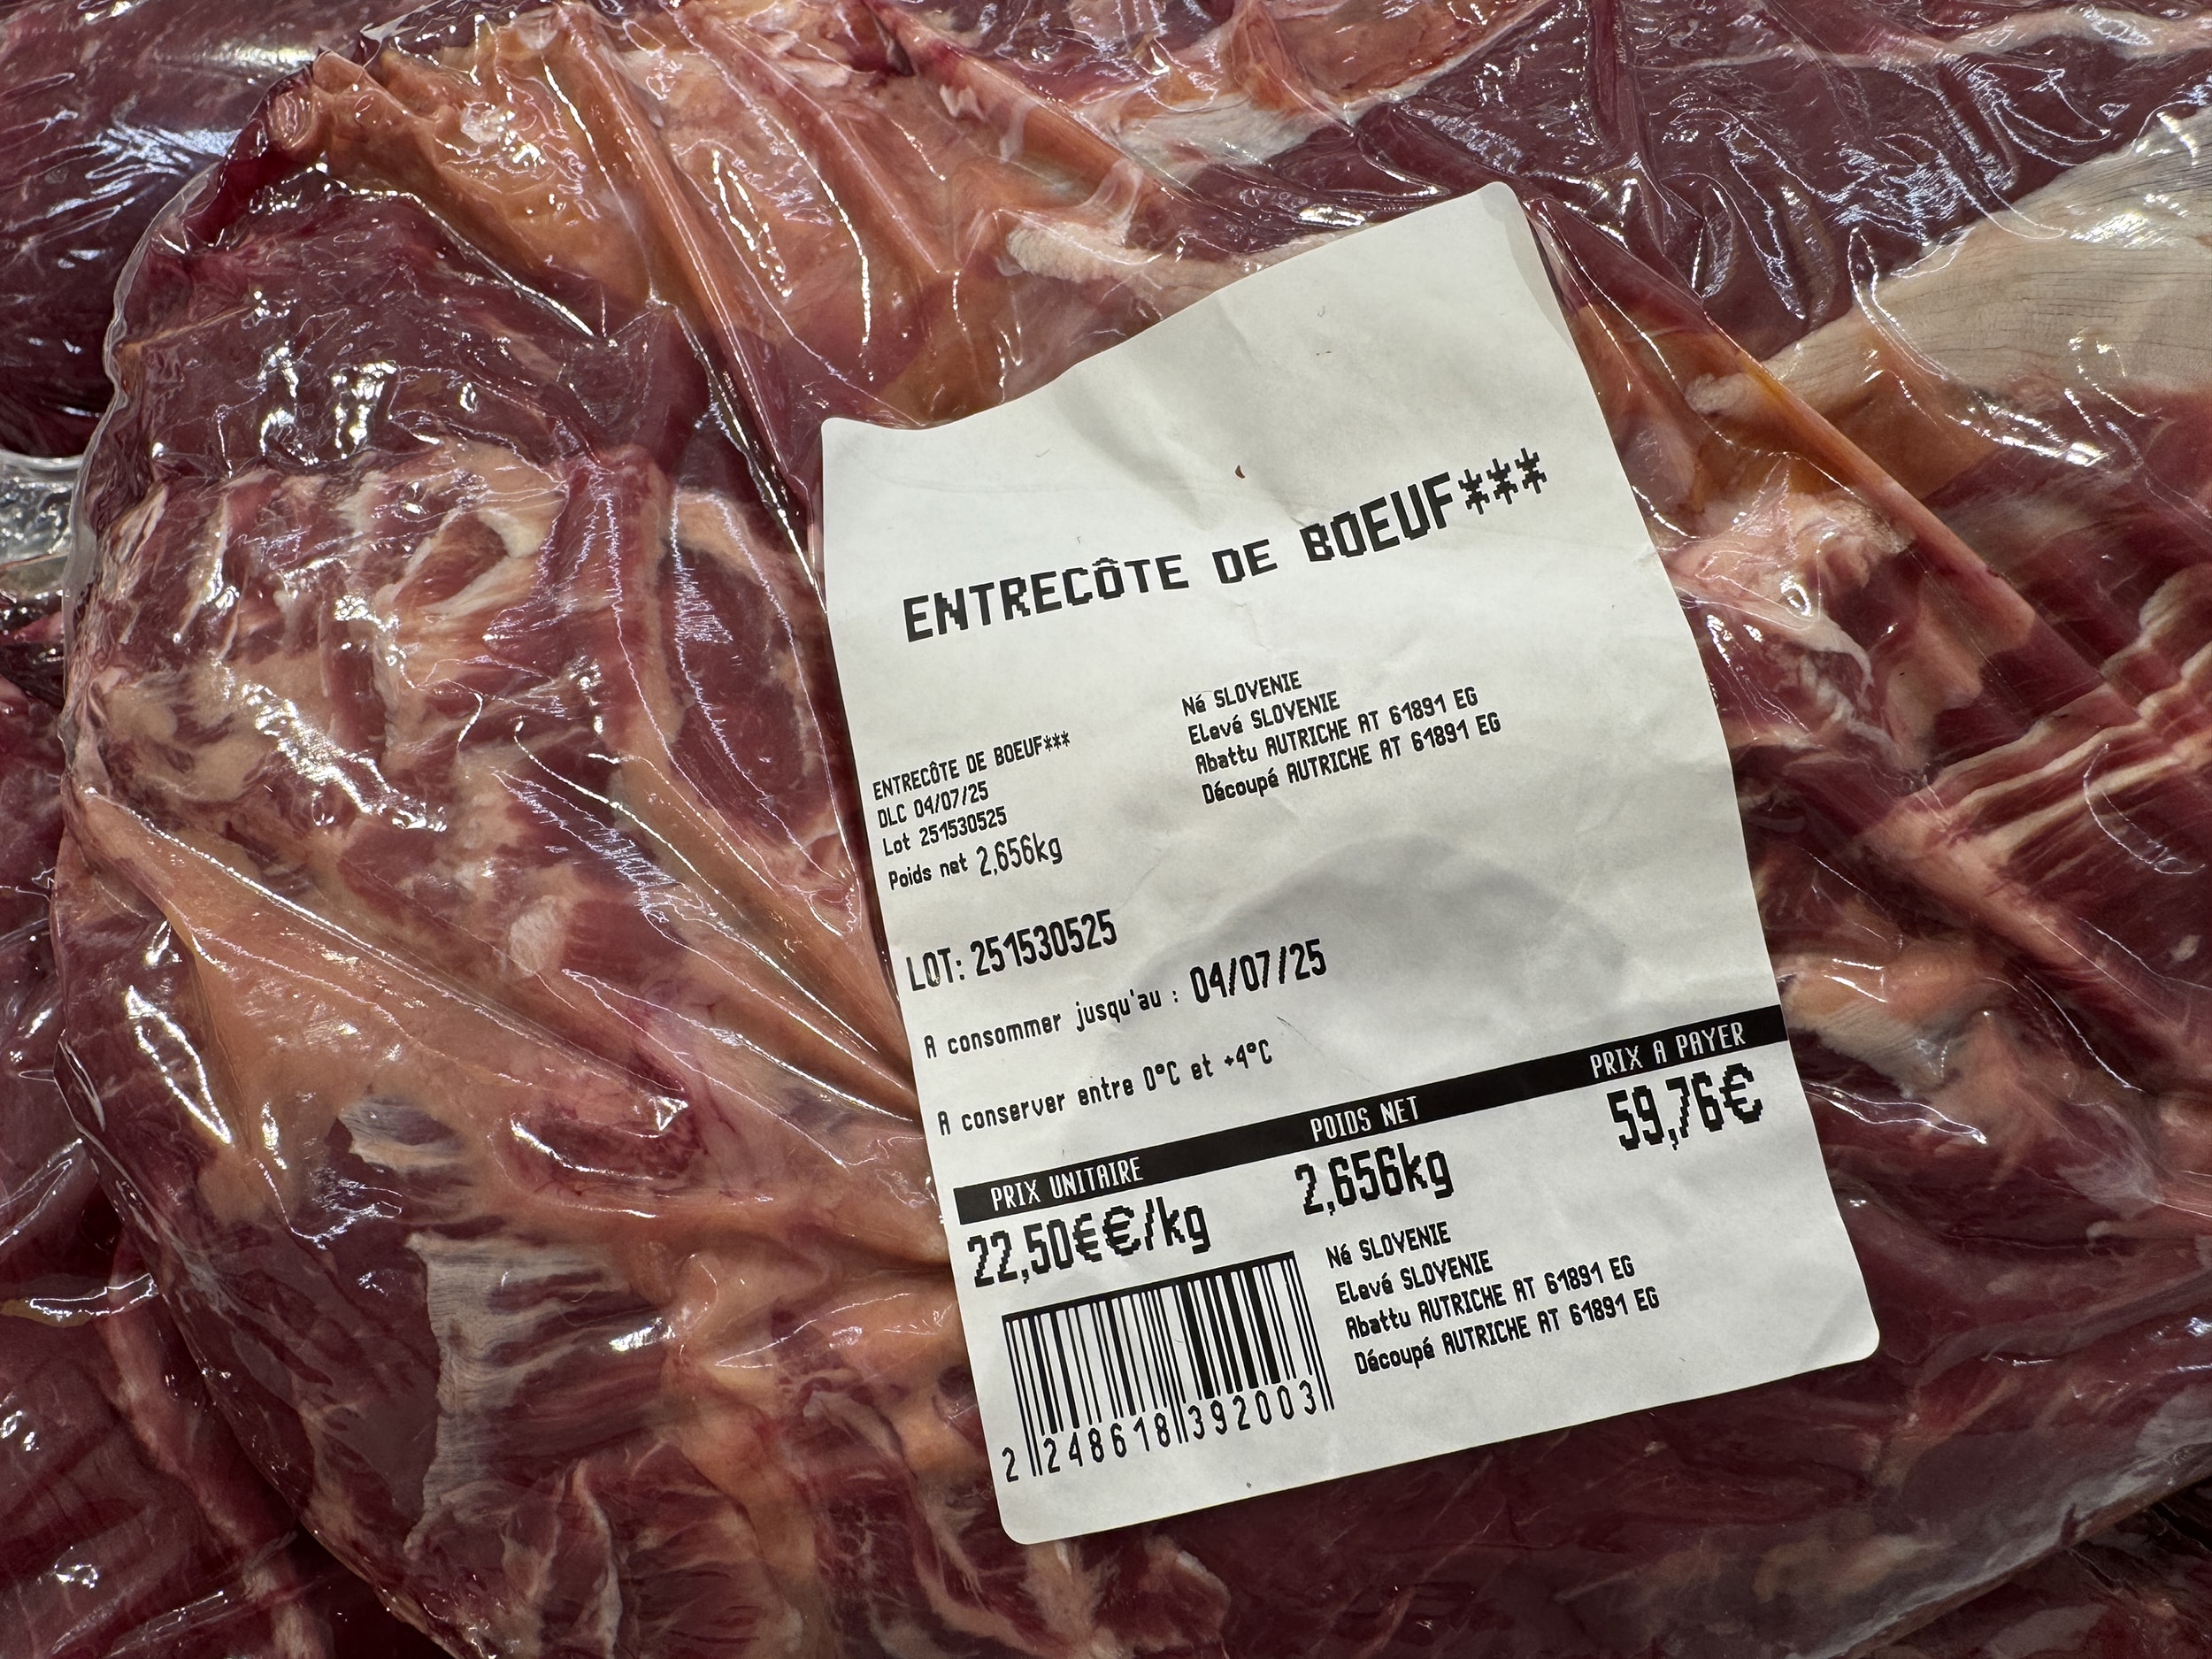 ENTRECÔTE DE BOEUF***
Né SLOVENIE
Elevé SLOVENIE
Abattu AUTRICHE AT 61891 EG
Découpé AUTRICHE AT 61891 EG
ENTRECÔTE DE BOEUF***
DLC 04/07/25
Lot 251530525
Poids net 2,656kg
LOT: 251530525
A consommer jusqu'au : 04/07/25
A conserver entre 0°C et +4°C
PRIX UNITAIRE POIDS NET PRIX A PAYER
22,50€€/kg 2,656kg 59,76€
Né SLOVENIE
Elevé SLOVENIE
Abattu AUTRICHE AT 61891 EG
Découpé AUTRICHE AT 61891 EG
2 248618 392003